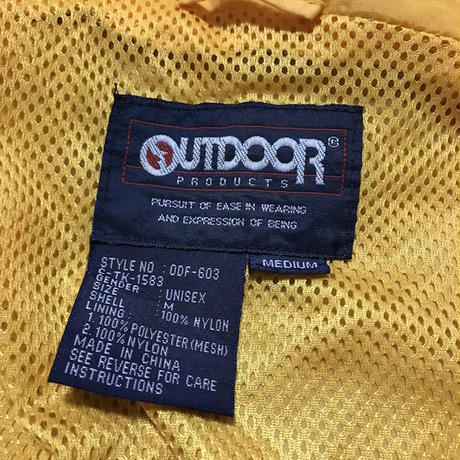 OUTDOOR®
PRODUCTS
PURSUIT OF EASE IN WEARING
AND EXPRESSION OF BEING
MEDIUM
STYLE NO : ODF-603
C-TK-1583
GENDER : UNISEX
SIZE : M
SHELL : 100% NYLON
LINING :
1.100% POLYESTER(MESH)
2.100% NYLON
MADE IN CHINA
SEE REVERSE FOR CARE
INSTRUCTIONS